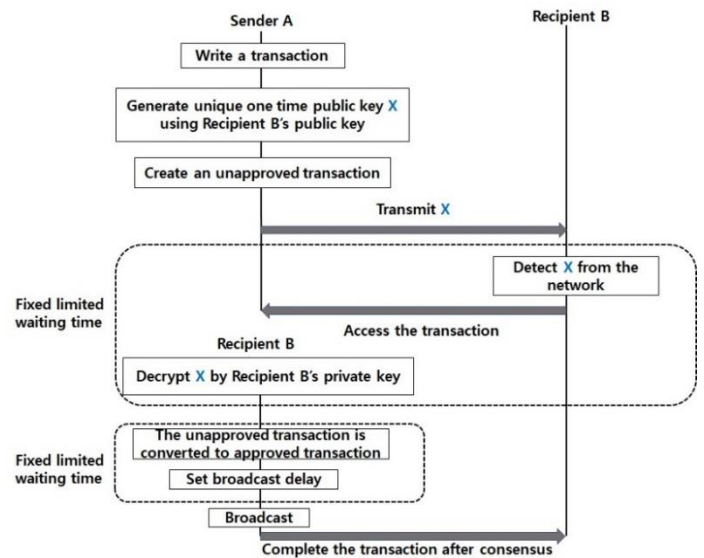 Sender A
Recipient B
Write a transaction
Generate unique one time public key X
using Recipient B's public key
Create an unapproved transaction
Transmit X
Detect X from the
network
Fixed limited
waiting time
Access the transaction
Recipient B
Decrypt X by Recipient B's private key
The unapproved transaction is
converted to approved transaction
Fixed limited
waiting time
Set broadcast delay
Broadcast
Complete the transaction after consensus